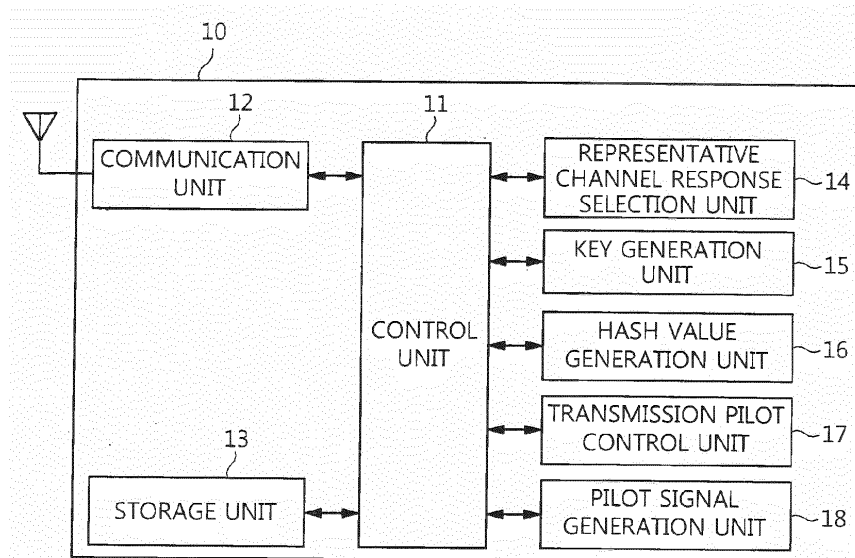 10
12
COMMUNICATION
UNIT
11
CONTROL
UNIT
REPRESENTATIVE
CHANNEL RESPONSE
SELECTION UNIT
14
KEY GENERATION
UNIT
15
HASH VALUE
GENERATION UNIT
16
TRANSMISSION PILOT
CONTROL UNIT
17
13
STORAGE UNIT
PILOT SIGNAL
GENERATION UNIT
18